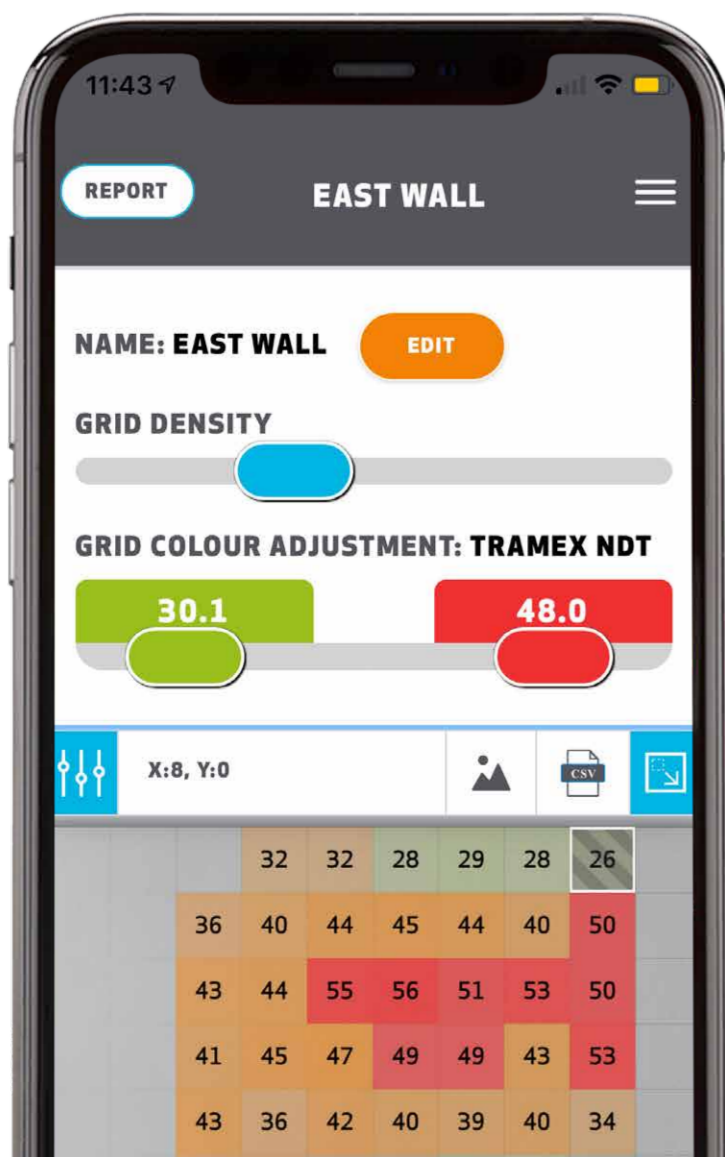 11:43
REPORT
EAST WALL
NAME: EAST WALL
EDIT
GRID DENSITY
GRID COLOUR ADJUSTMENT: TRAMEX NDT
30.1 48.0
X:8, Y:0
CSV
32 32 28 29 28 26
36 40 44 45 44 40 50
43 44 55 56 51 53 50
41 45 47 49 49 43 53
43 36 42 40 39 40 34